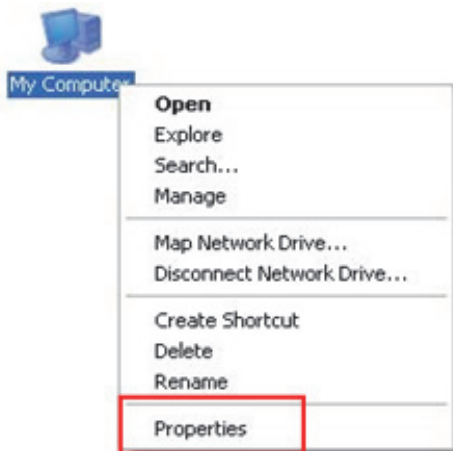 My Computer
Open
Explore
Search...
Manage
Map Network Drive...
Disconnect Network Drive...
Create Shortcut
Delete
Rename
Properties